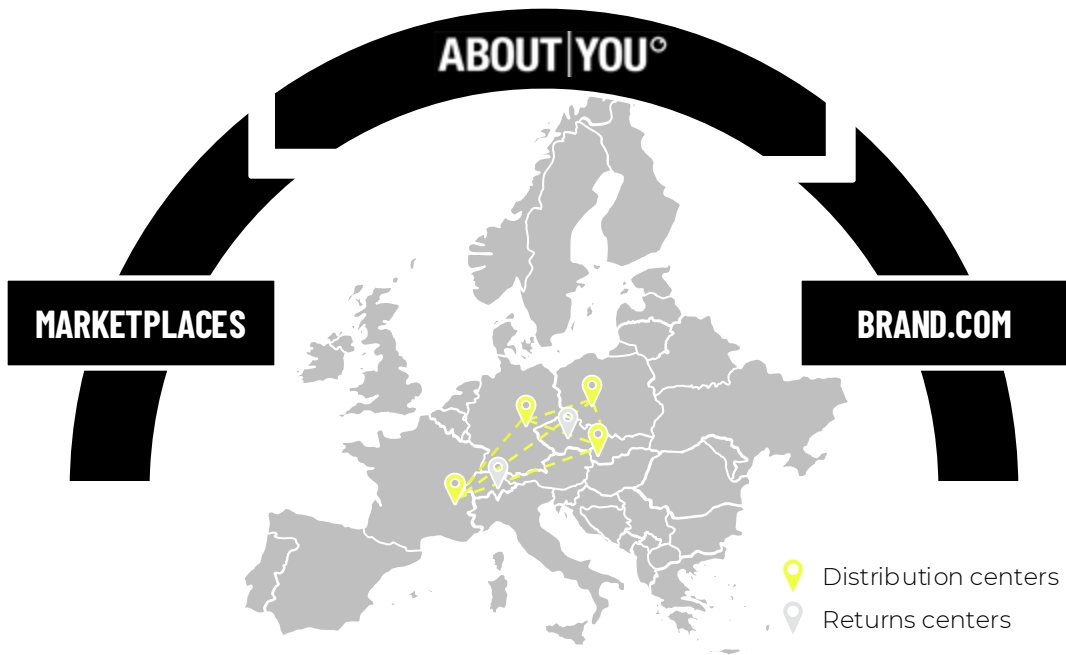 ABOUT|YOU°
MARKETPLACES
BRAND.COM
Distribution centers
Returns centers